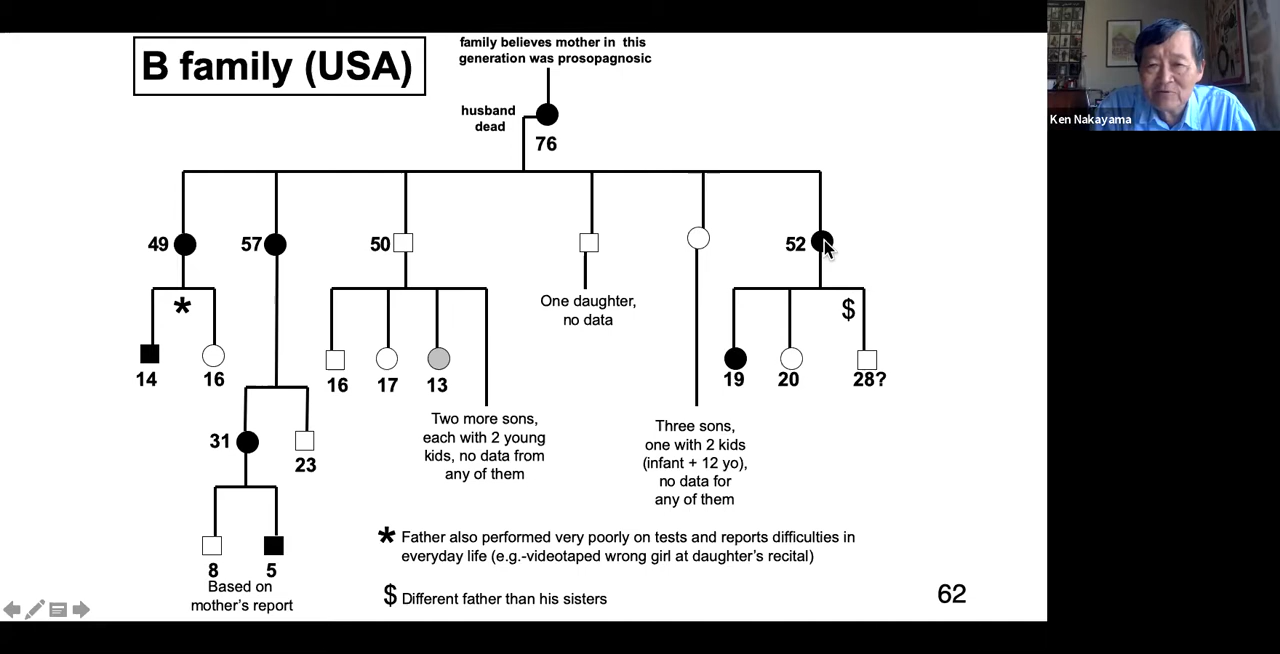 B family (USA)
family believes mother in this
generation was prosopagnosic
Ken Nakayama
husband
dead
76
49
57
50
52
*
One daughter,
no data
$
14
16
16
17
13
19
20
28?
Two more sons,
each with 2 young
kids, no data from
any of them
Three sons,
one with 2 kids
(infant + 12 yo),
no data for
any of them
31
23
* Father also performed very poorly on tests and reports difficulties in
everyday life (e.g.-videotaped wrong girl at daughter's recital)
8
5
Based on
mother's report
$ Different father than his sisters
62